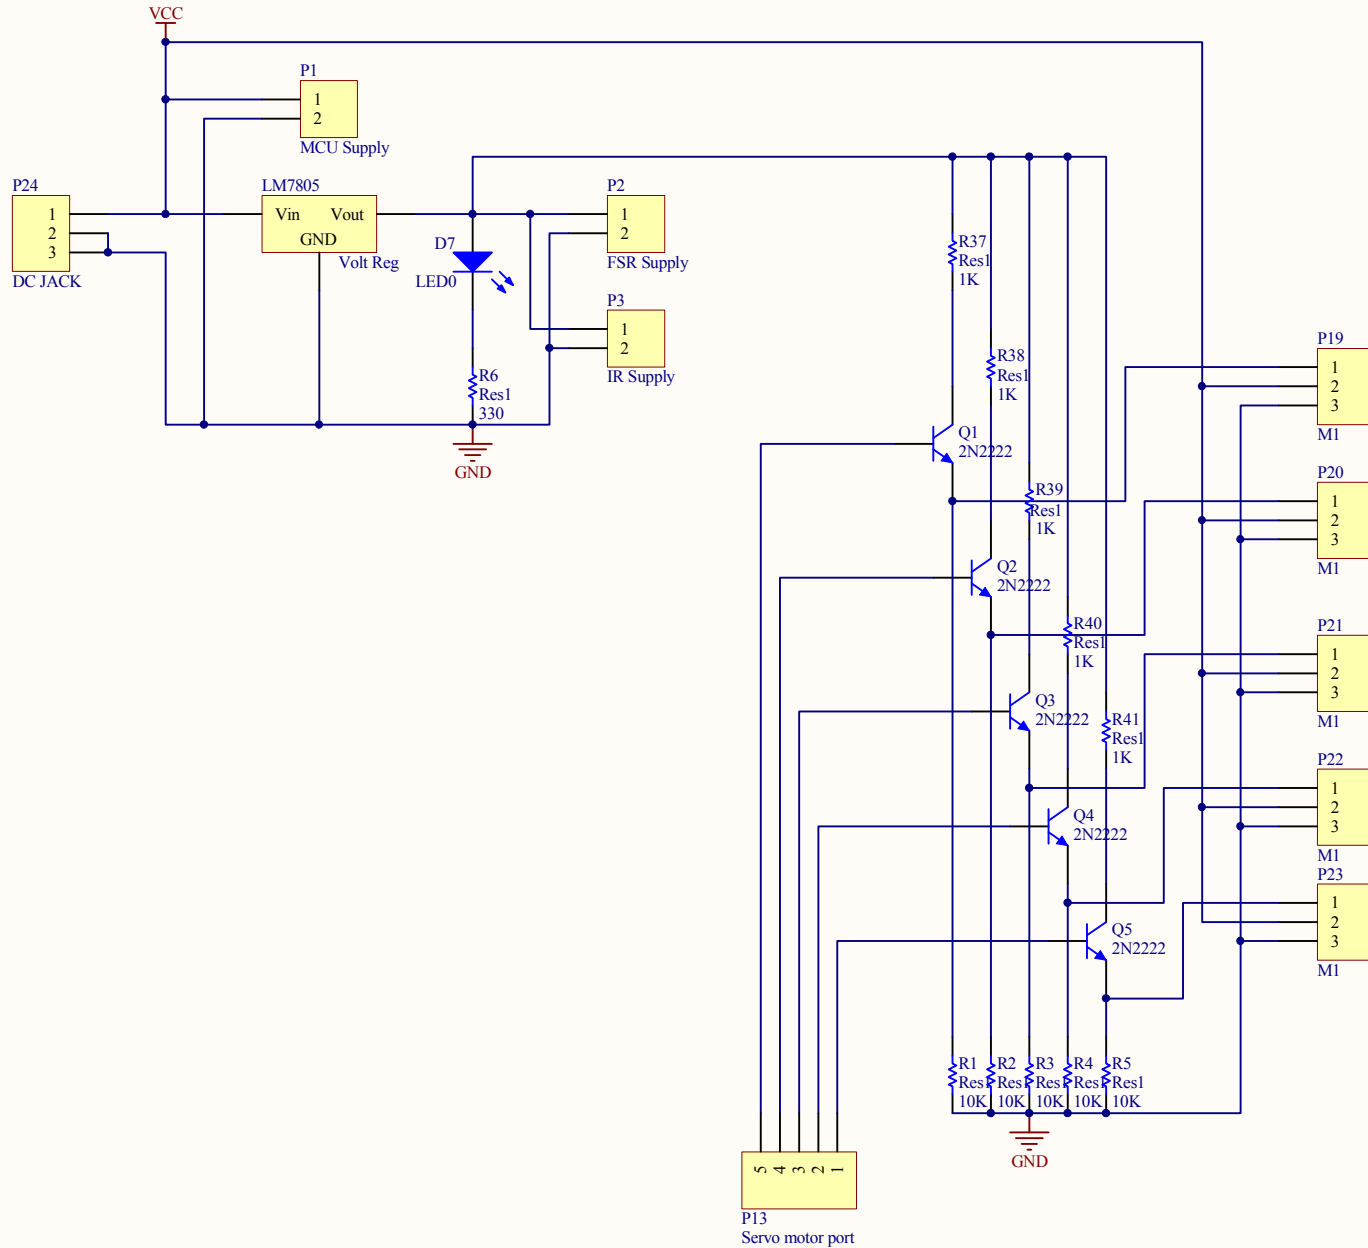 VCC
P1
1
2
MCU Supply
P24
1
2
3
DC JACK
LM7805
Vin Vout
GND
Volt Reg
D7
LED0
P2
1
2
FSR Supply
P3
1
2
IR Supply
R6
Res1
330
GND
R37
Res1
1K
R38
Res1
1K
Q1
2N2222
R39
Res1
1K
Q2
2N2222
R40
Res1
1K
Q3
2N2222
R41
Res1
1K
Q4
2N2222
Q5
2N2222
P19
1
2
3
M1
P20
1
2
3
M1
P21
1
2
3
M1
P22
1
2
3
M1
P23
1
2
3
M1
R1
Res1
10K
R2
Res1
10K
R3
Res1
10K
R4
Res1
10K
R5
Res1
10K
GND
5 4 3 2 1
P13
Servo motor port